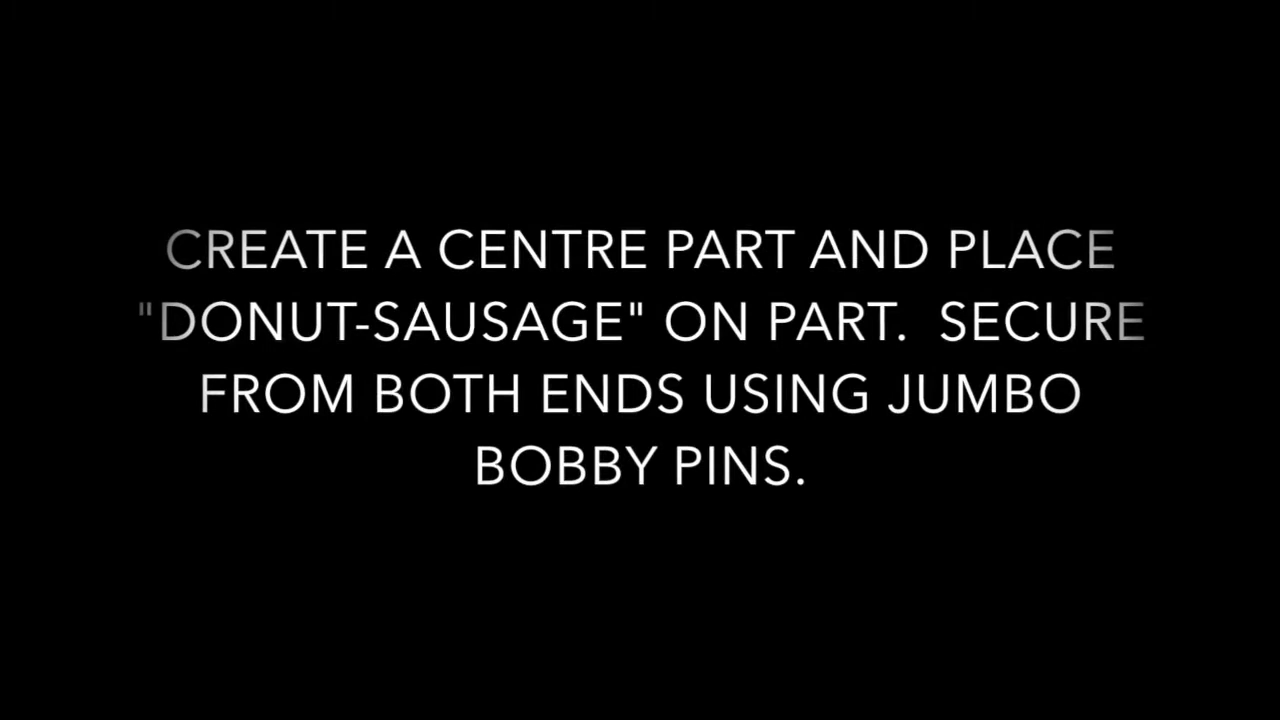 CREATE A CENTRE PART AND PLACE
"DONUT-SAUSAGE" ON PART.  SECURE
FROM BOTH ENDS USING JUMBO
BOBBY PINS.